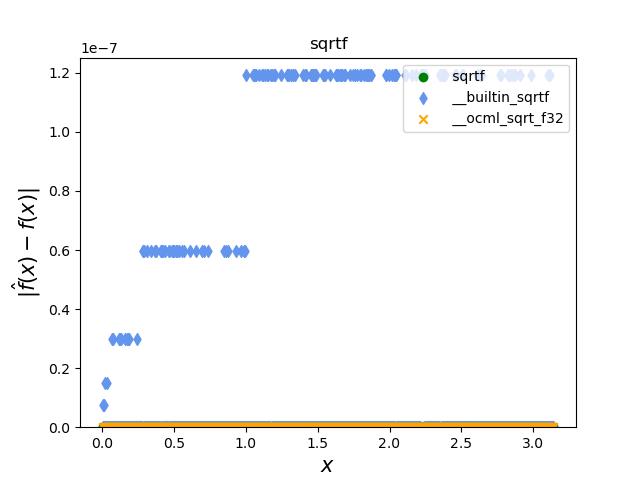 sqrtf
1e−7
1.2
1.0
0.8
0.6
0.4
0.2
0.0
|f̂(x) − f(x)|
sqrtf
__builtin_sqrtf
__ocml_sqrt_f32
0.0 0.5 1.0 1.5 2.0 2.5 3.0
x